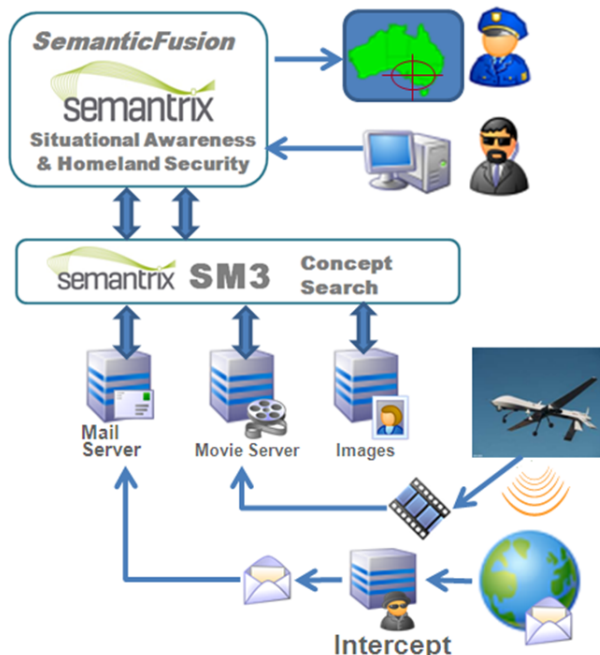 SemanticFusion
semantrix
Situational Awareness
& Homeland Security
semantrix SM3 Concept
Search
Mail
Server
Movie Server
Images
Intercept